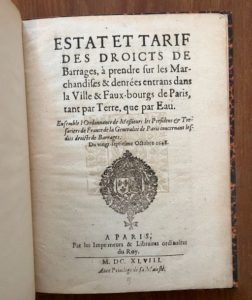 ESTAT ET TARIF
DES DROICTS DE
Barrages, à prendre sur les Mar-
chandises & denrées entrans dans
la Ville & Faux-bourgs de Paris,
tant par Terre, que par Eau.
Ensemble l'Ordonnance de Messieurs les Presidens & Tre-
soriers de France de la Generalité de Paris concernant les-
dits droicts de Barrages,
Du vingt-septiéme Octobre 1648.
A PARIS,
Par les Imprimeurs & Libraires ordinaires
du Roy.
M. DC. XLVIII.
Avec Privilege de sa Majesté.